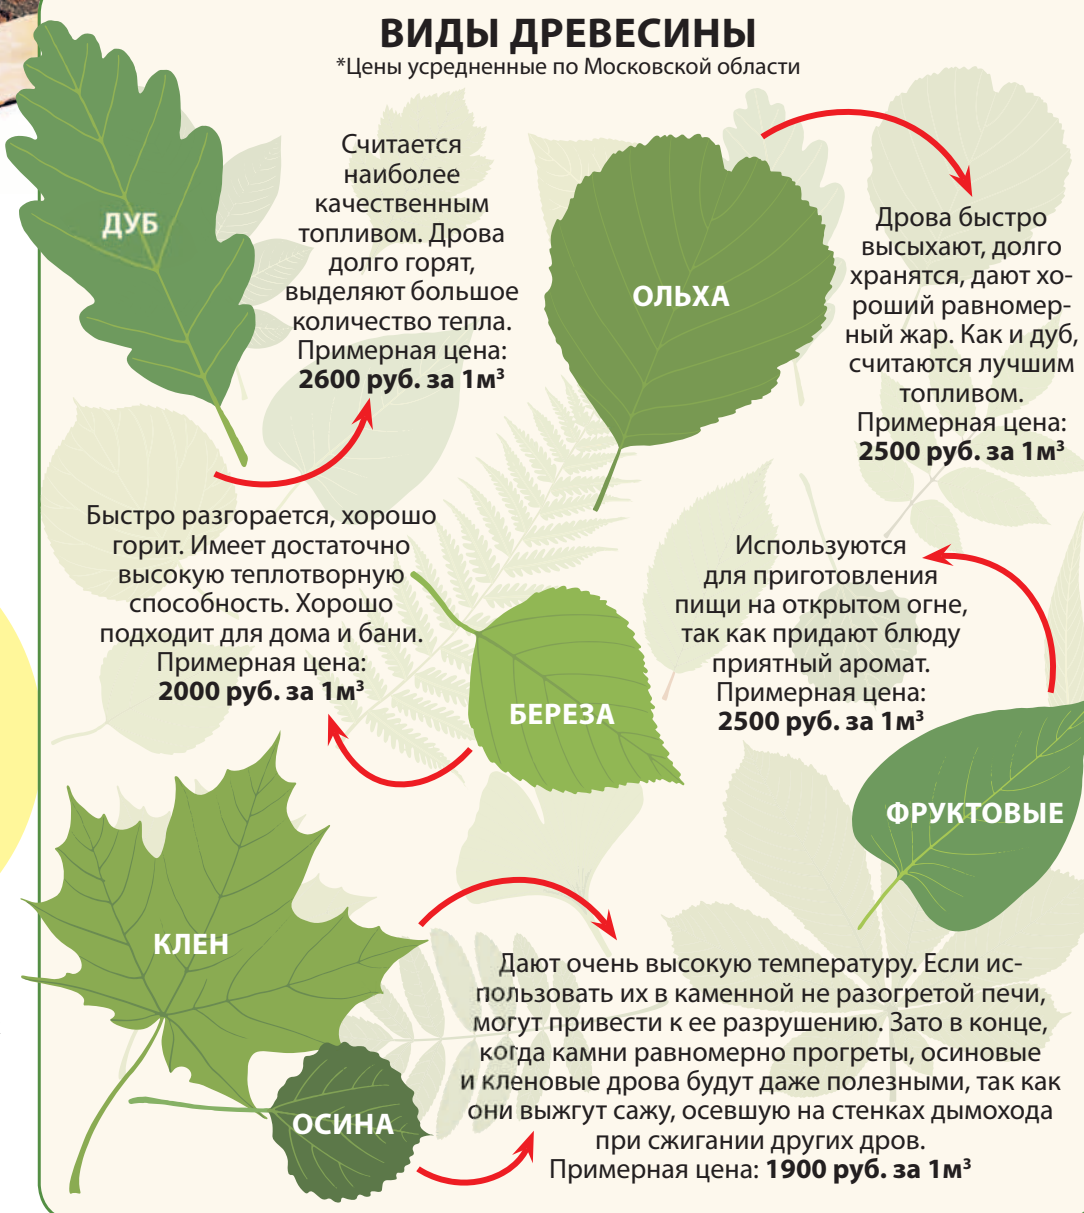 ВИДЫ ДРЕВЕСИНЫ
*Цены усредненные по Московской области
ДУБ
Считается
наиболее
качественным
топливом. Дрова
долго горят,
выделяют большое
количество тепла.
Примерная цена:
2600 руб. за 1м³
ОЛЬХА
Дрова быстро
высыхают, долго
хранятся, дают хо-
роший равномер-
ный жар. Как и дуб,
считаются лучшим
топливом.
Примерная цена:
2500 руб. за 1м³
Быстро разгорается, хорошо
горит. Имеет достаточно
высокую теплотворную
способность. Хорошо
подходит для дома и бани.
Примерная цена:
2000 руб. за 1м³
БЕРЕЗА
Используются
для приготовления
пищи на открытом огне,
так как придают блюду
приятный аромат.
Примерная цена:
2500 руб. за 1м³
ФРУКТОВЫЕ
КЛЕН
ОСИНА
Дают очень высокую температуру. Если ис-
пользовать их в каменной не разогретой печи,
могут привести к ее разрушению. Зато в конце,
когда камни равномерно прогреты, осиновые
и кленовые дрова будут даже полезными, так как
они выжгут сажу, осевшую на стенках дымохода
при сжигании других дров.
Примерная цена: 1900 руб. за 1м³